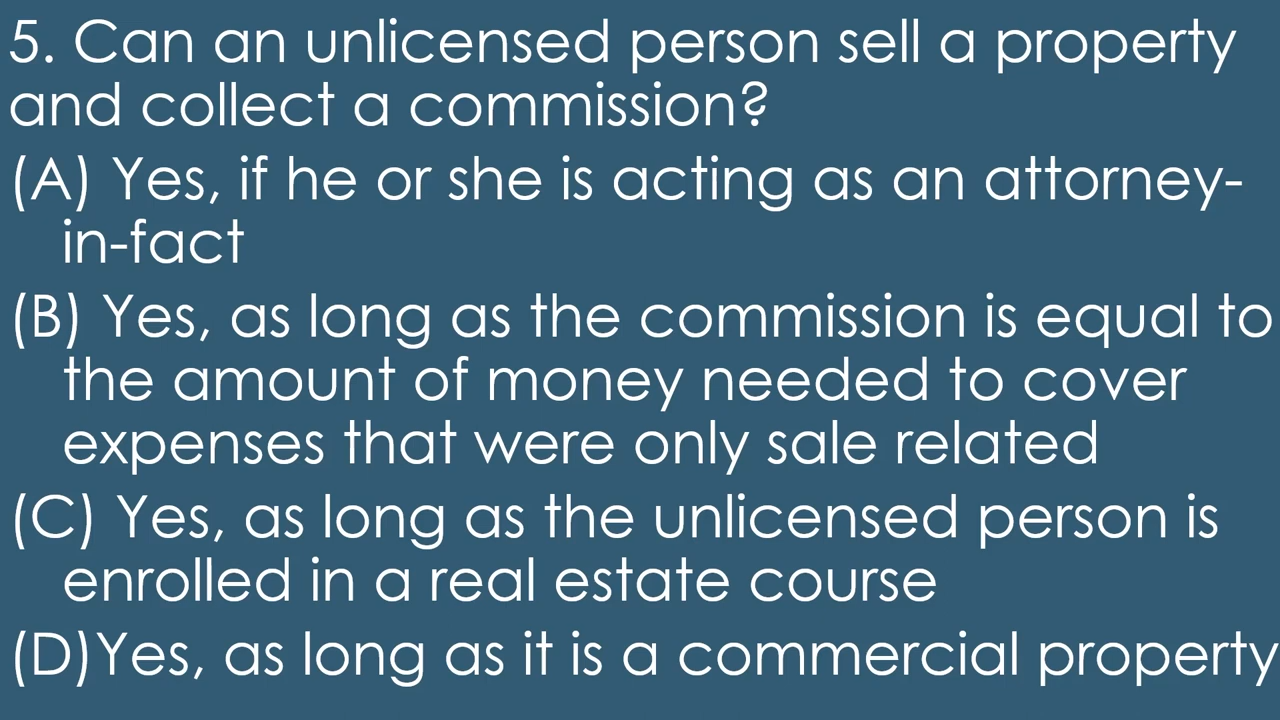 5. Can an unlicensed person sell a property
and collect a commission?
(A) Yes, if he or she is acting as an attorney-
in-fact
(B) Yes, as long as the commission is equal to
the amount of money needed to cover
expenses that were only sale related
(C) Yes, as long as the unlicensed person is
enrolled in a real estate course
(D)Yes, as long as it is a commercial property